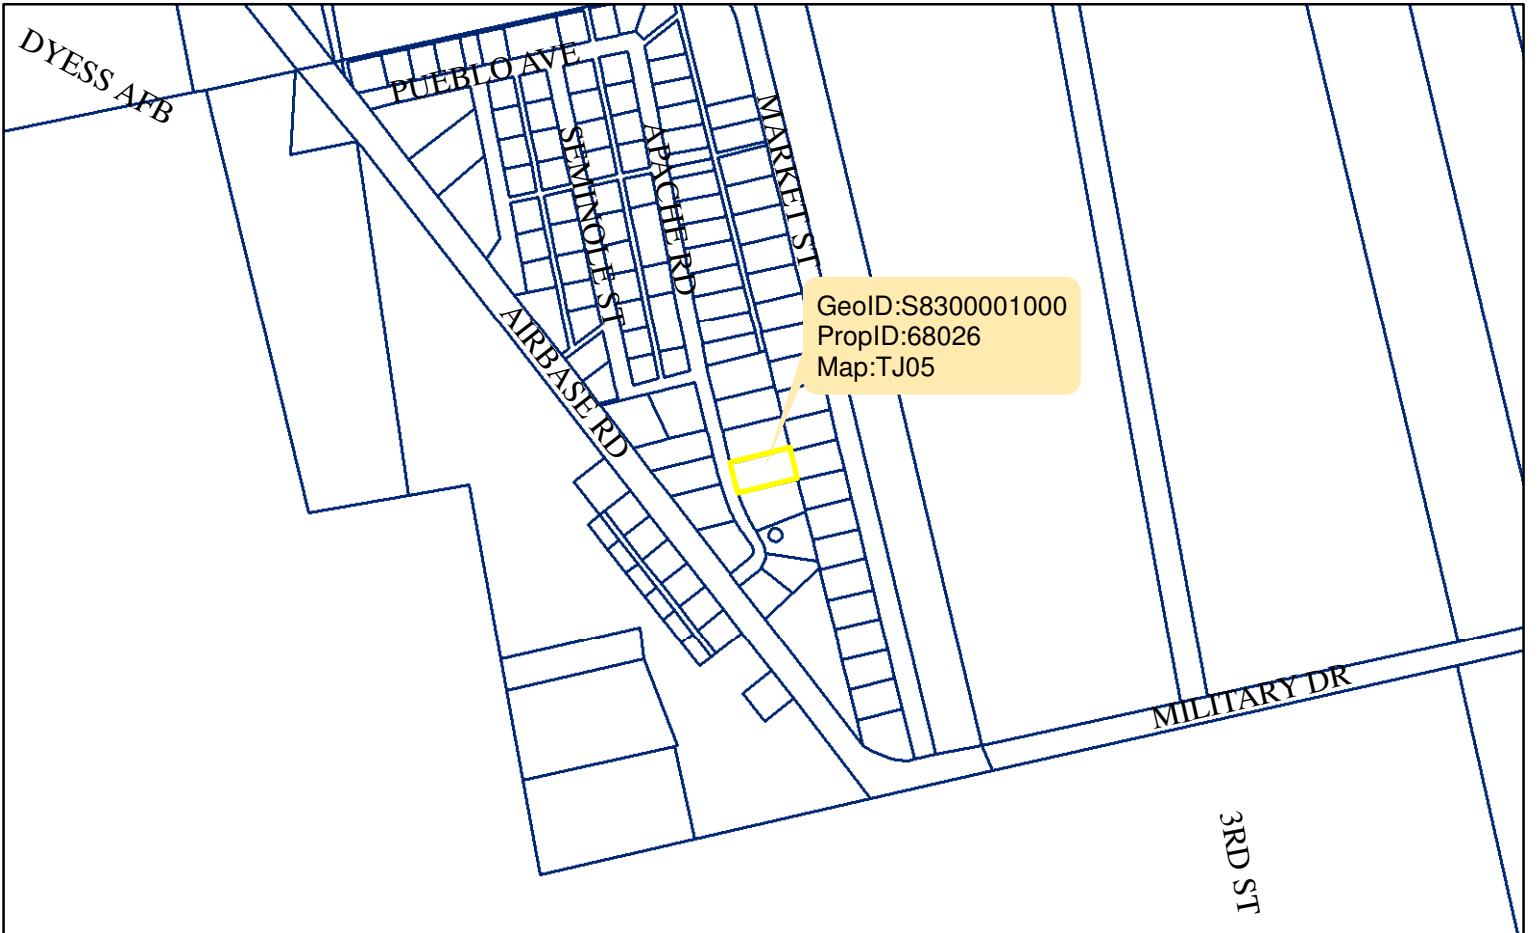 DYESS AFB
PUEBLO AVE
SEMINOLE ST
APACHE RD
MARKET ST
AIRBASE RD
GeoID:S8300001000
PropID:68026
Map:TJ05
MILITARY DR
3RD ST